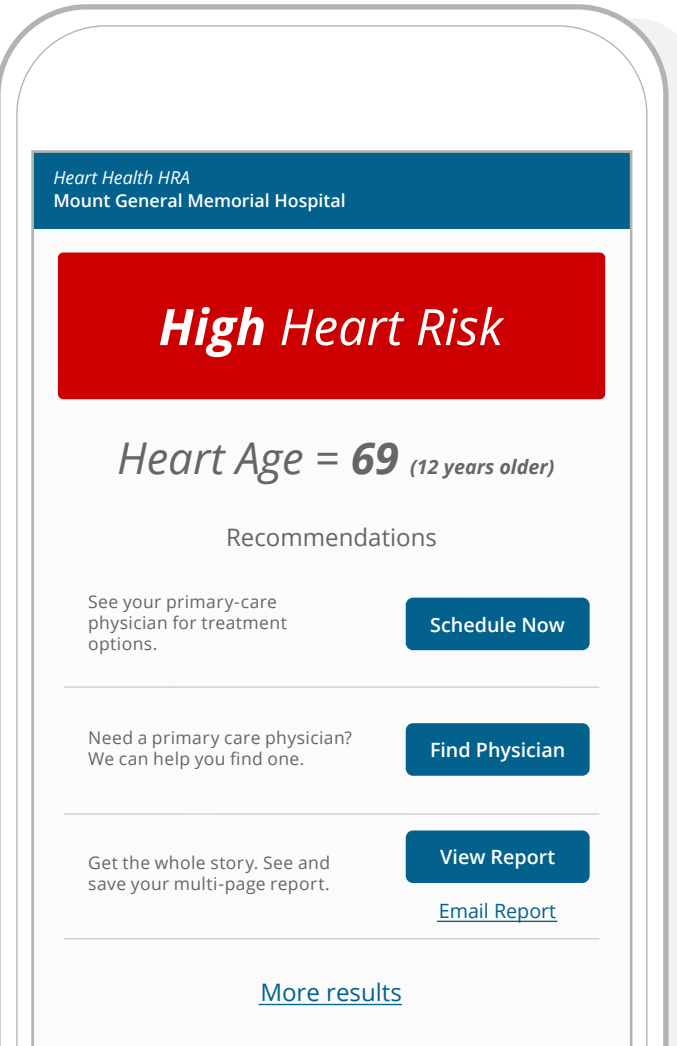 Heart Health HRA
Mount General Memorial Hospital
High Heart Risk
Heart Age = 69 (12 years older)
Recommendations
See your primary-care
physician for treatment
options.
Schedule Now
Need a primary care physician?
We can help you find one.
Find Physician
Get the whole story. See and
save your multi-page report.
View Report
Email Report
More results